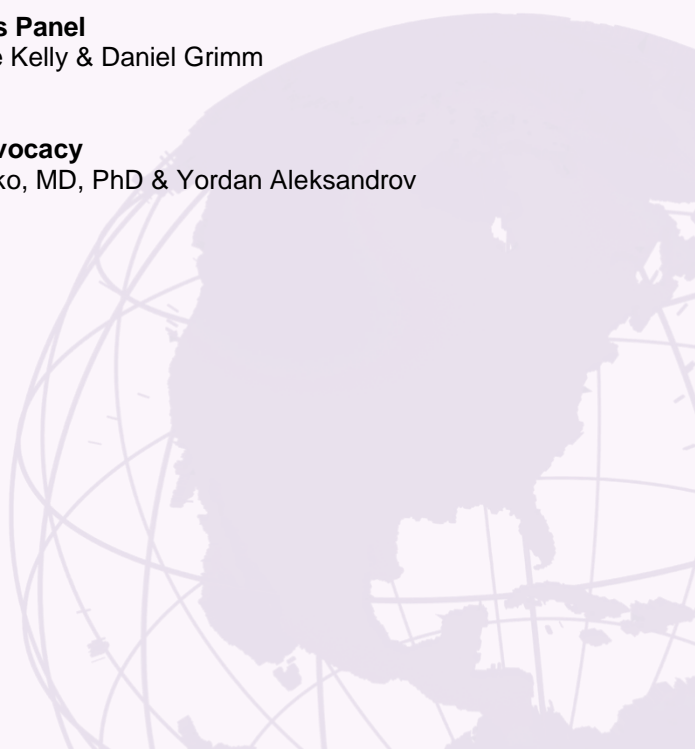 s Panel
e Kelly & Daniel Grimm
vocacy
ko, MD, PhD & Yordan Aleksandrov